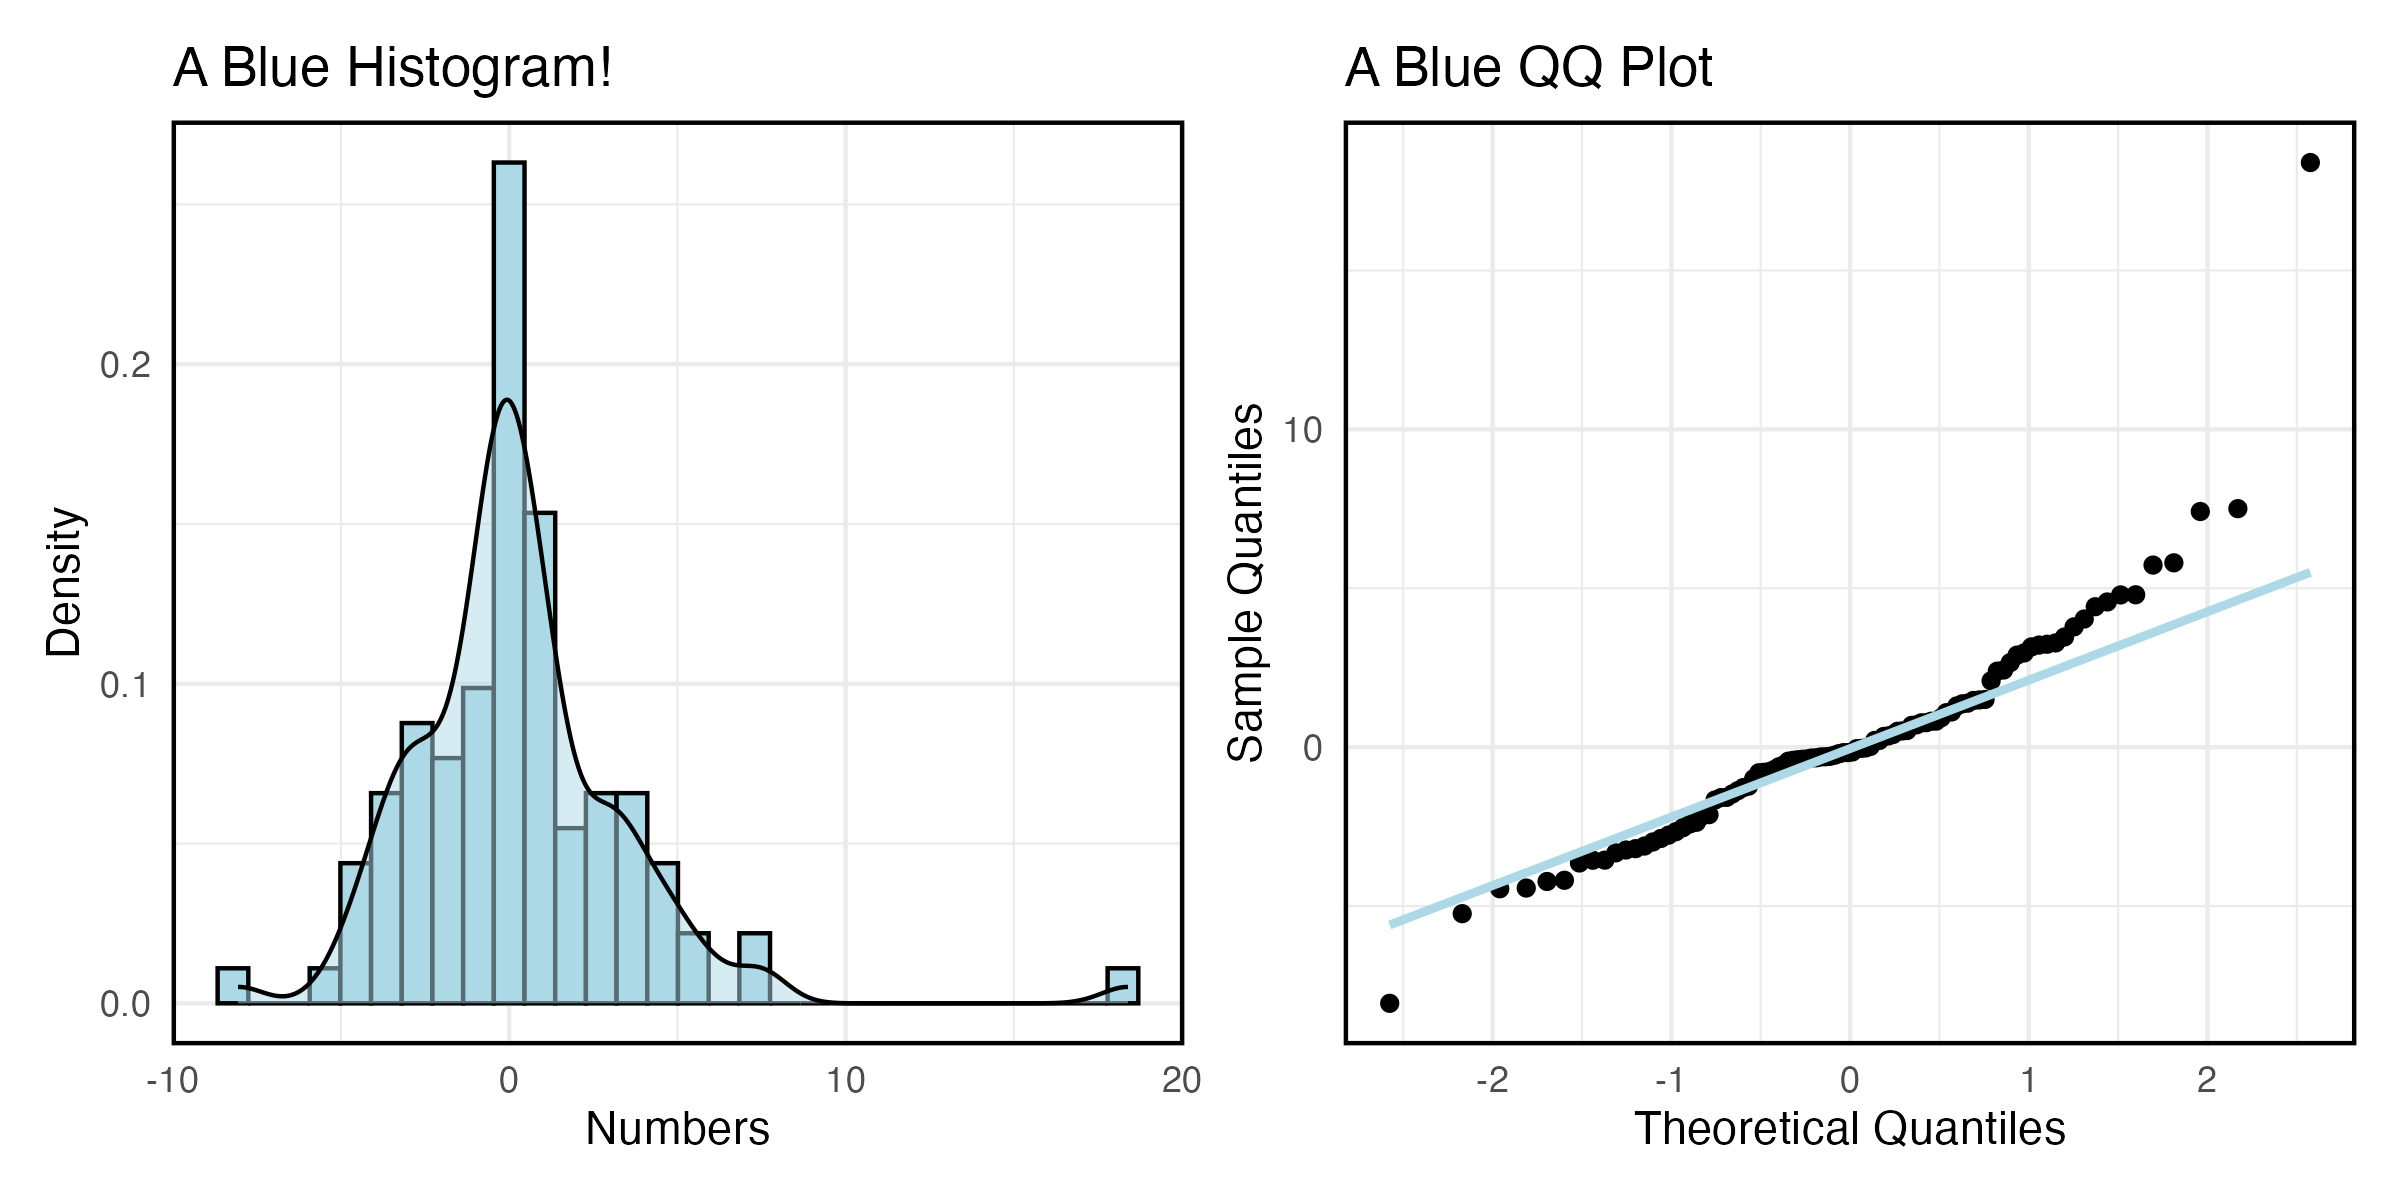 A Blue Histogram!
Density
0.2
0.1
0.0
-10 0 10 20
Numbers
A Blue QQ Plot
Sample Quantiles
10
0
-2 -1 0 1 2
Theoretical Quantiles